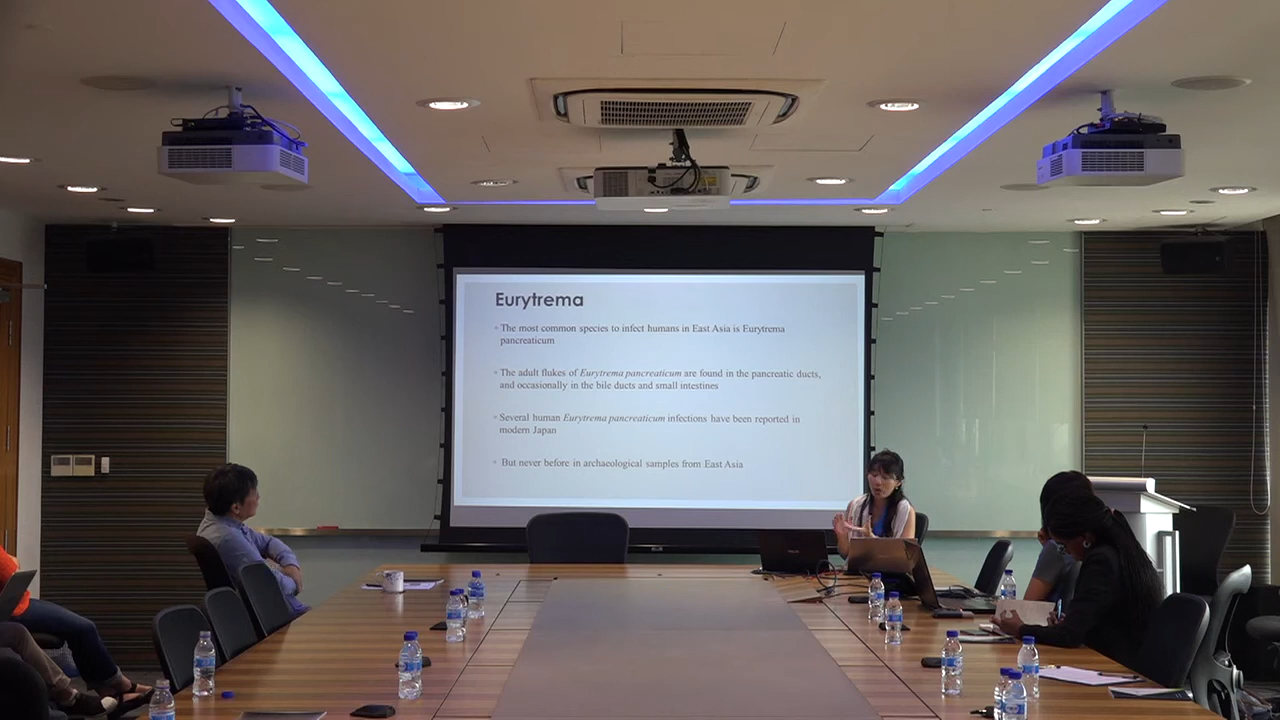 Eurytrema
The most common species to infect humans in East Asia is Eurytrema
pancreaticum
The adult flukes of Eurytrema pancreaticum are found in the pancreatic ducts,
and occasionally in the bile ducts and small intestines
Several human Eurytrema pancreaticum infections have been reported in
modern Japan
But never before in archaeological samples from East Asia